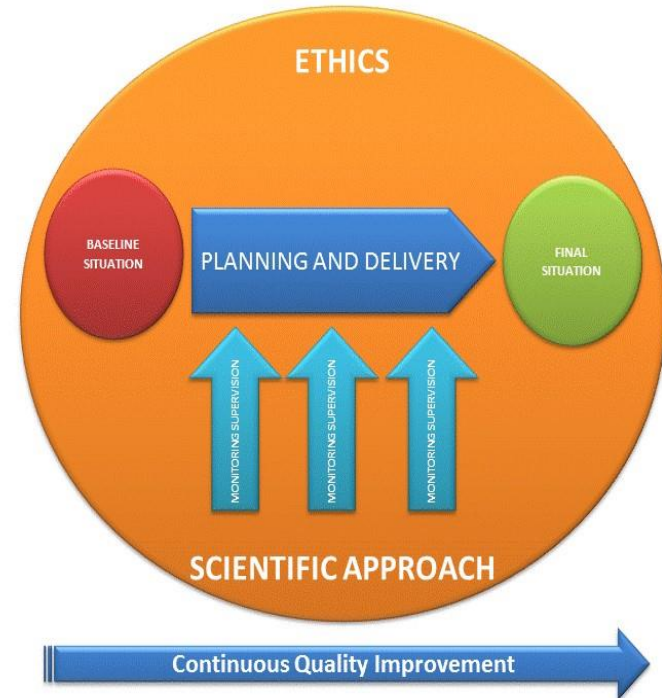 ETHICS
BASELINE
SITUATION
PLANNING AND DELIVERY
FINAL
SITUATION
MONITORING SUPERVISION
MONITORING SUPERVISION
MONITORING SUPERVISION
SCIENTIFIC APPROACH
Continuous Quality Improvement